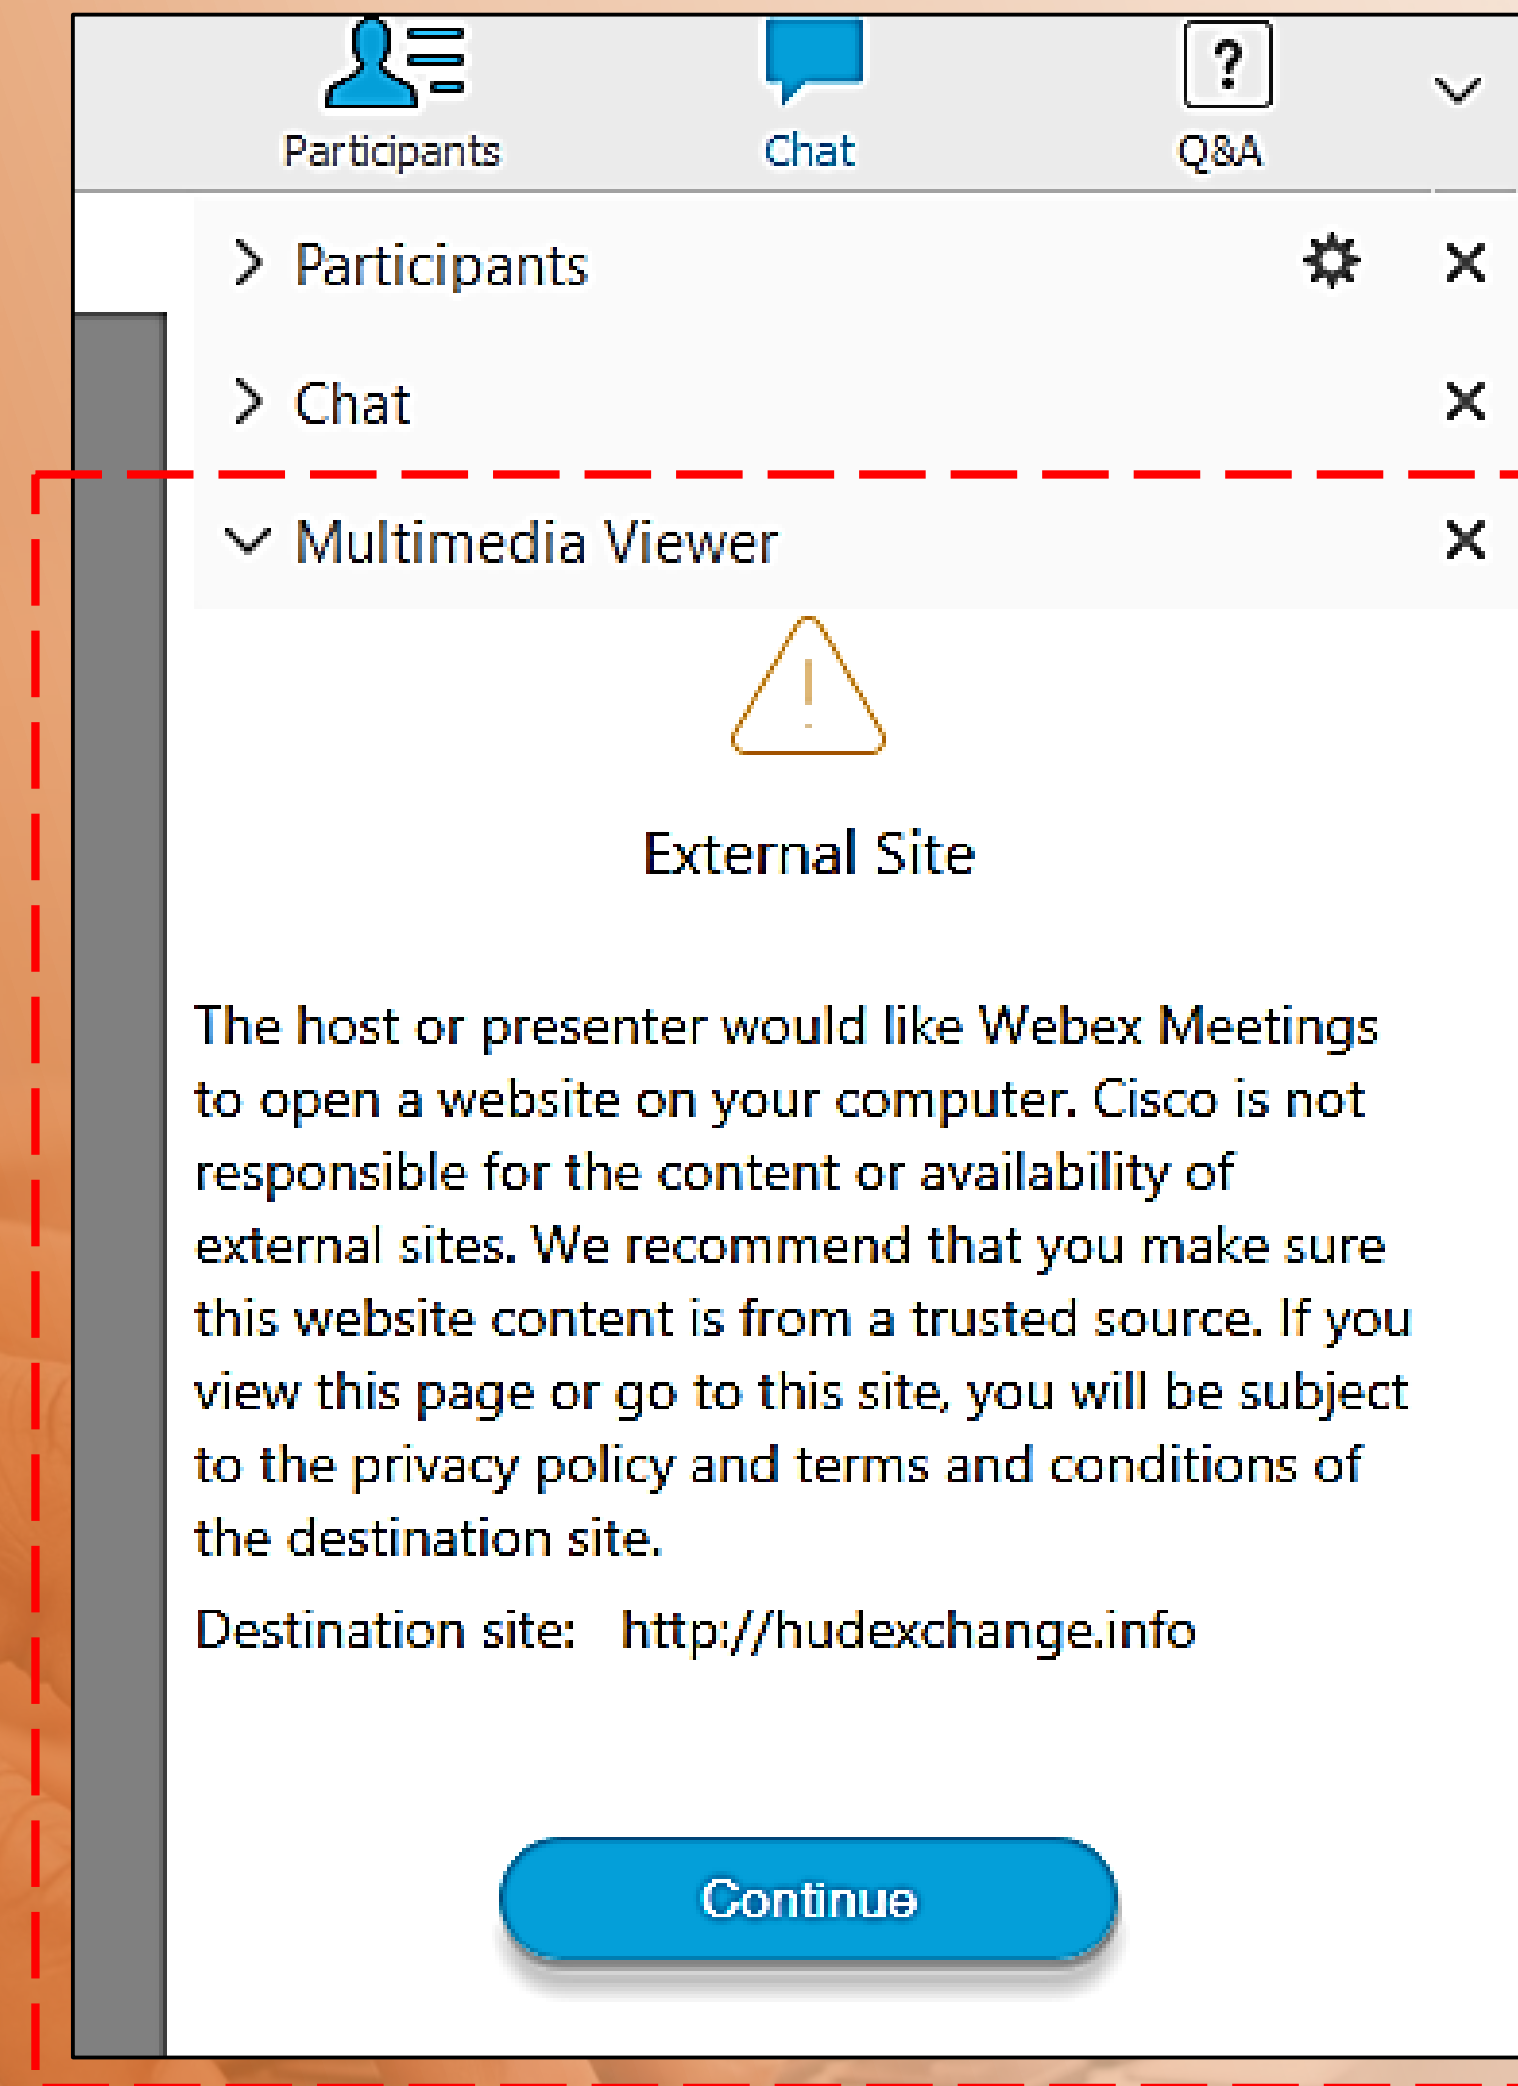 Participants Chat Q&A
Participants
Chat
Multimedia Viewer
External Site
The host or presenter would like Webex Meetings
to open a website on your computer. Cisco is not
responsible for the content or availability of
external sites. We recommend that you make sure
this website content is from a trusted source. If you
view this page or go to this site, you will be subject
to the privacy policy and terms and conditions of
the destination site.
Destination site: http://hudexchange.info
Continue